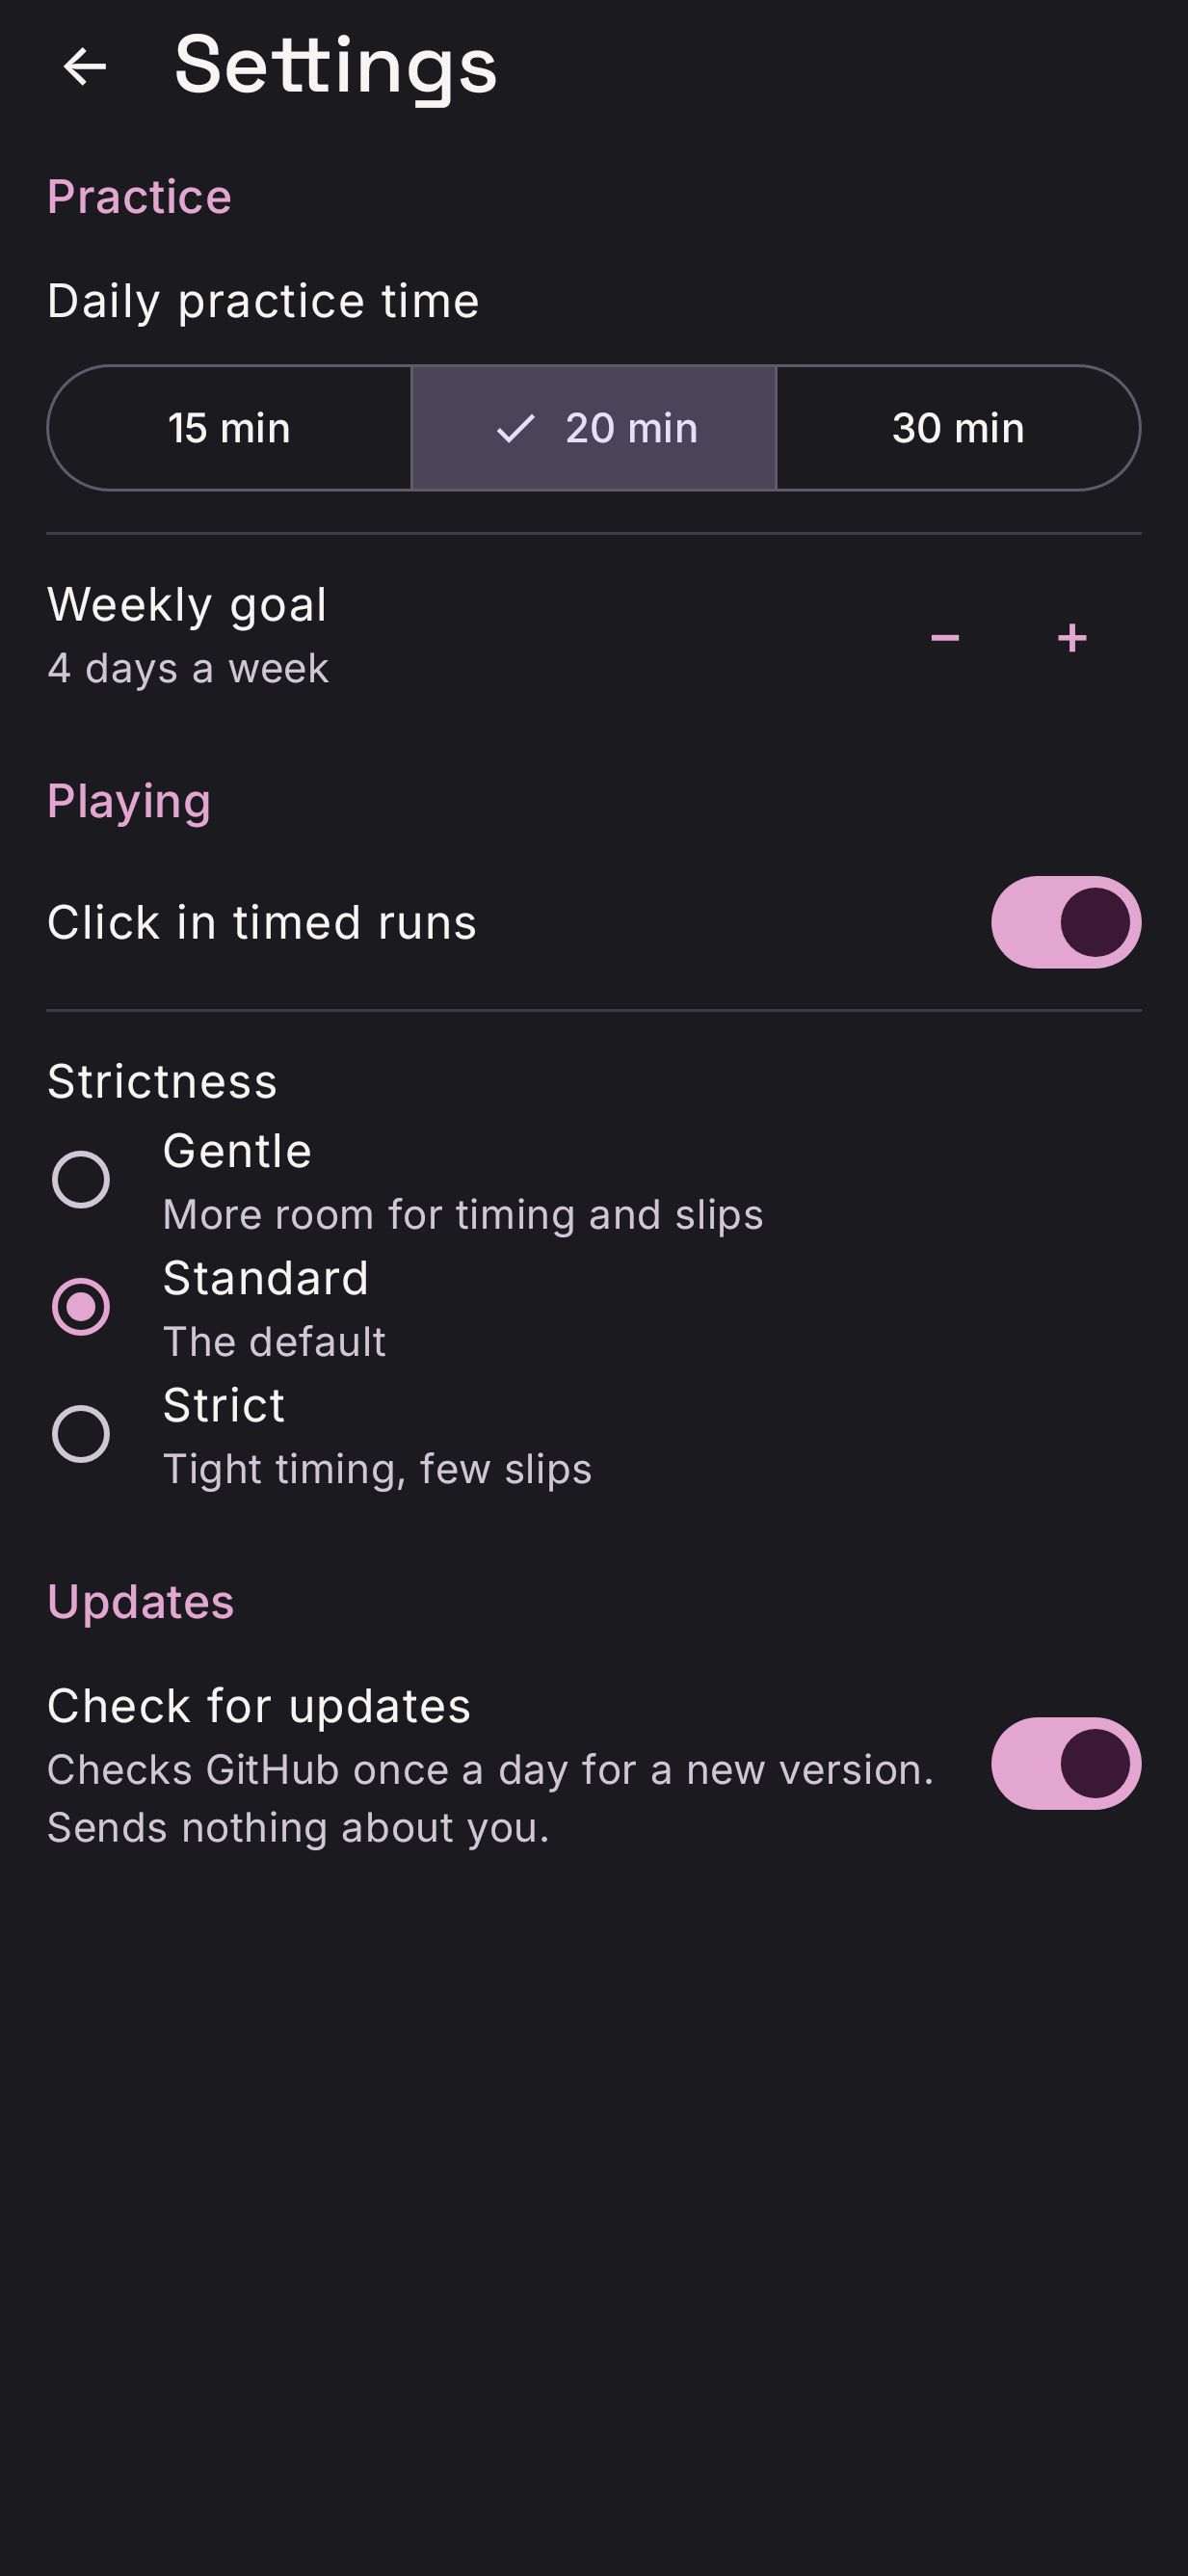 Settings
Practice
Daily practice time
15 min
20 min
30 min
Weekly goal
4 days a week
Playing
Click in timed runs
Strictness
Gentle
More room for timing and slips
Standard
The default
Strict
Tight timing, few slips
Updates
Check for updates
Checks GitHub once a day for a new version.
Sends nothing about you.